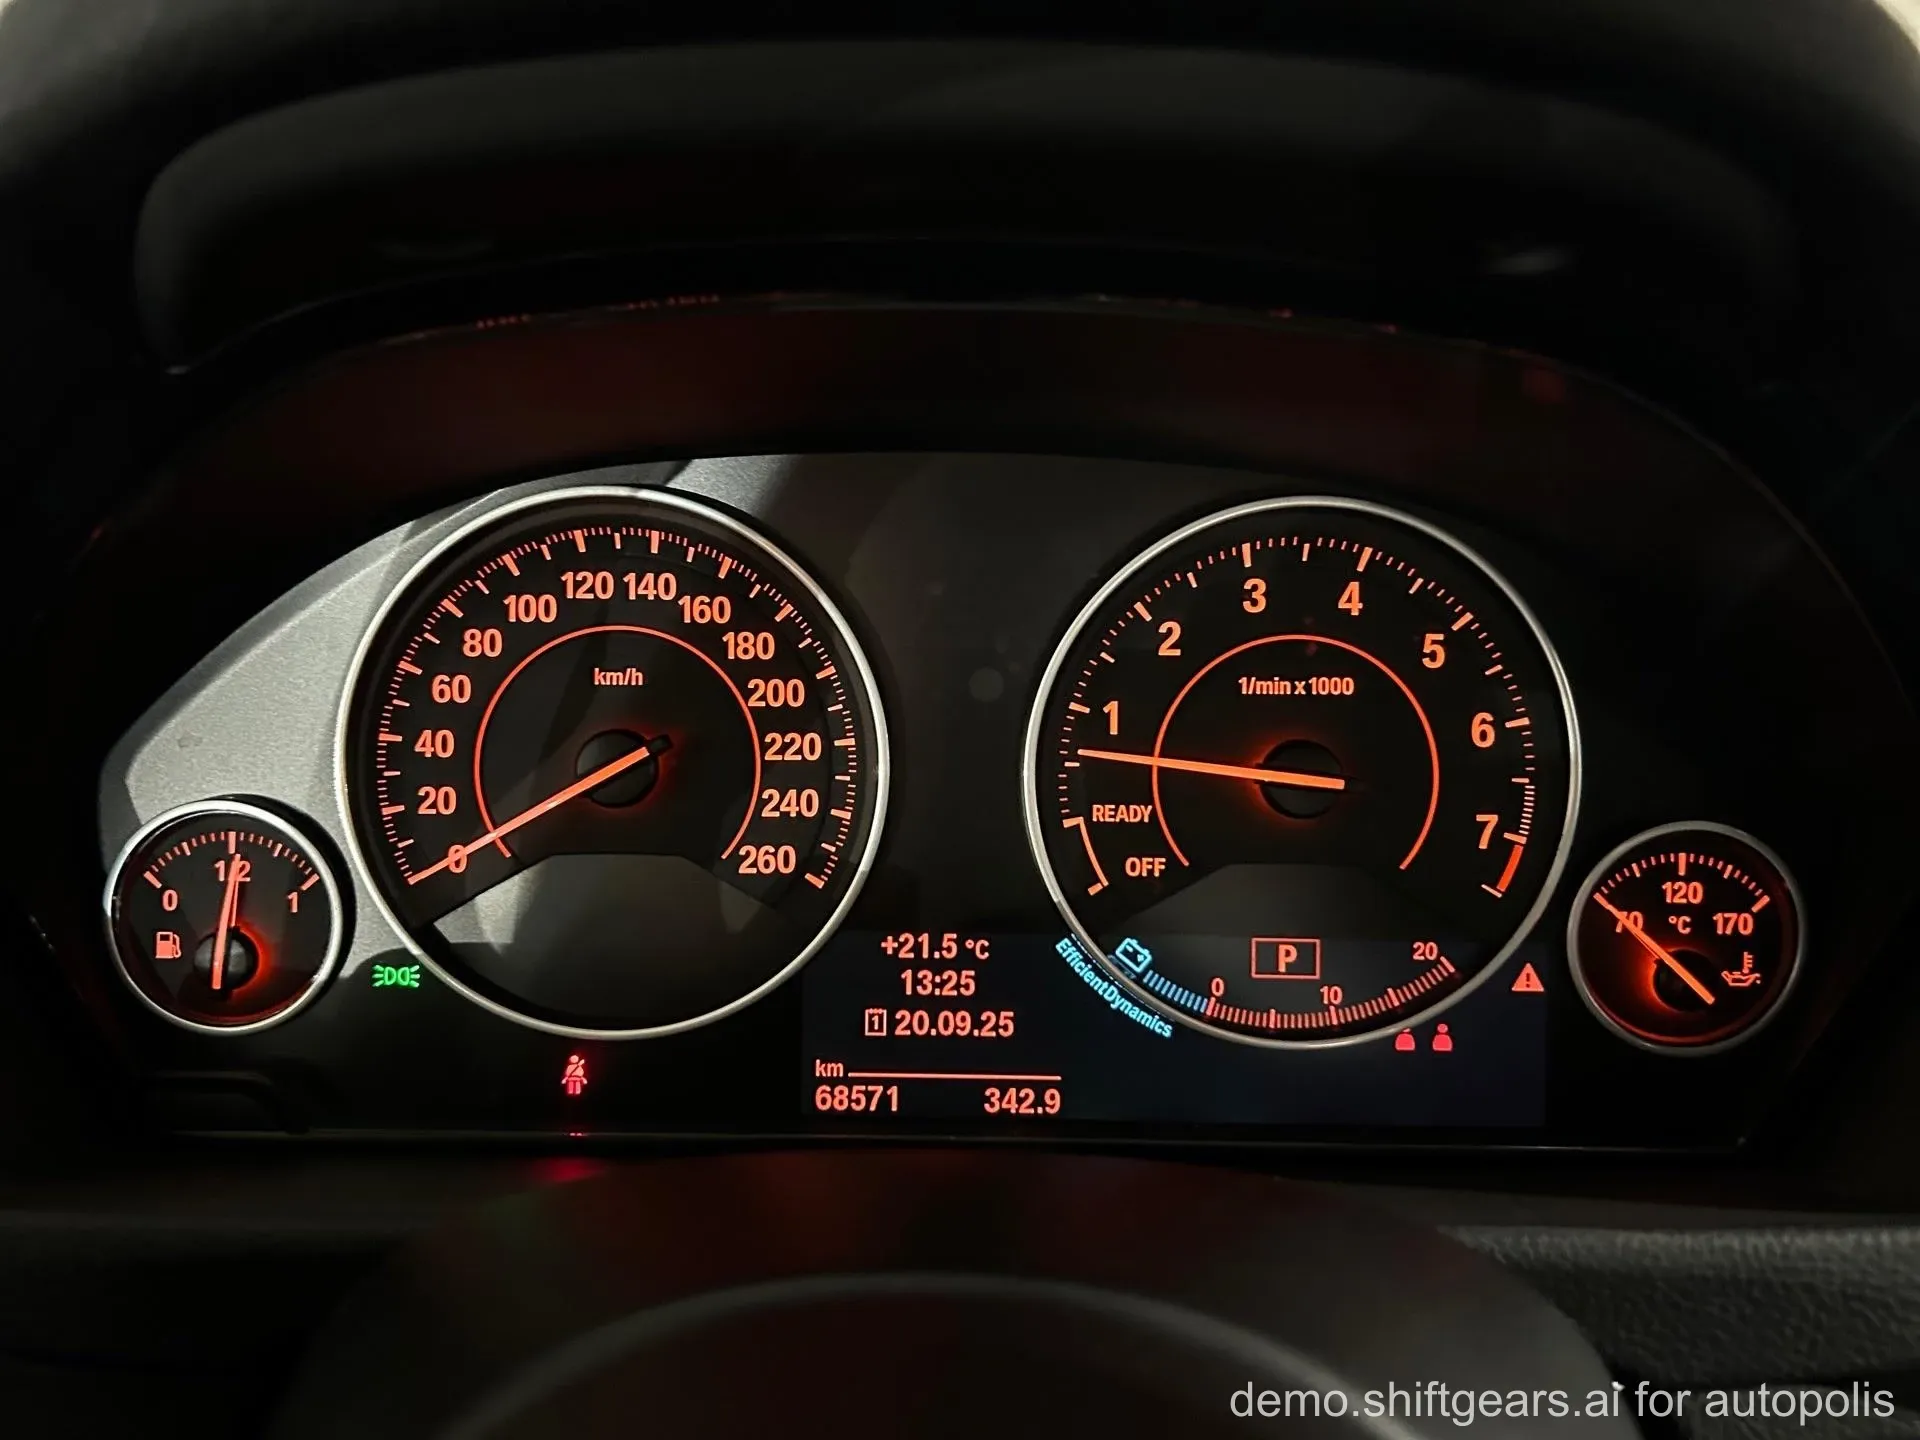 120 140
100 160
80 180
60 km/h 200
40 220
20 240
0 260
3 4
2 5
1/min x 1000
1 6
READY 7
OFF
0 1/2 1
70 120 170
°C
+21.5 °C
13:25
1 20.09.25
km
68571 342.9
P
EfficientDynamics
0 10 20
demo.shiftgears.ai for autopolis